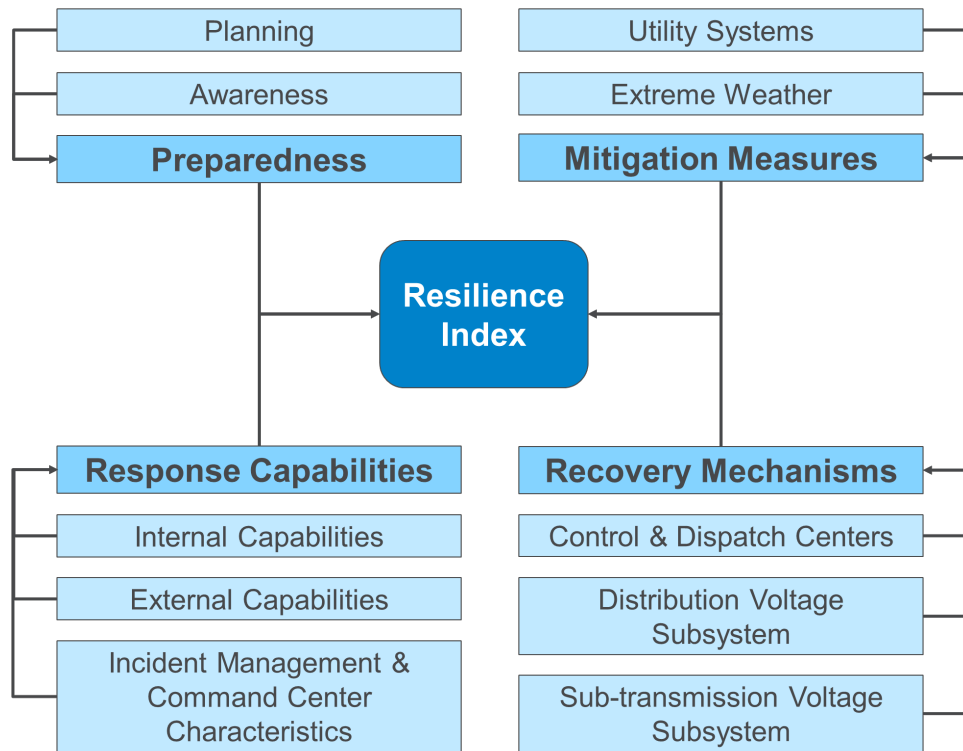 Planning
Awareness
Preparedness
Utility Systems
Extreme Weather
Mitigation Measures
Resilience
Index
Response Capabilities
Internal Capabilities
External Capabilities
Incident Management &
Command Center
Characteristics
Recovery Mechanisms
Control & Dispatch Centers
Distribution Voltage
Subsystem
Sub-transmission Voltage
Subsystem